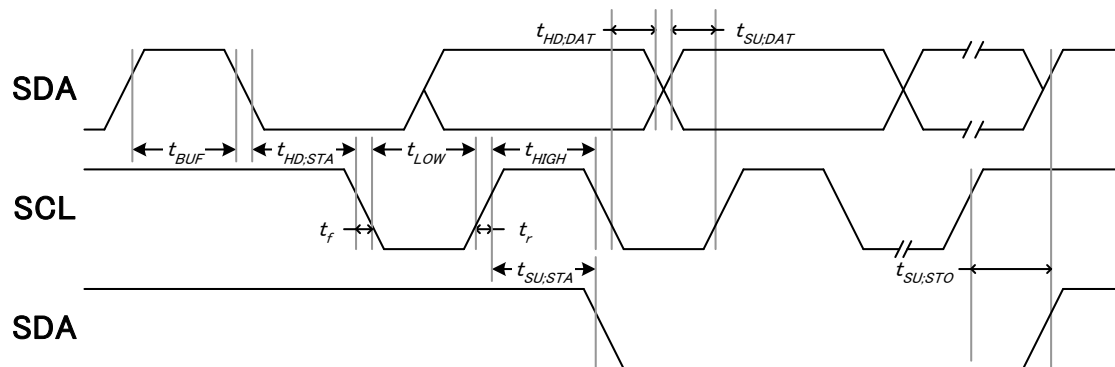 t_HD;DAT t_SU;DAT
SDA
t_BUF t_HD;STA t_LOW t_HIGH
SCL
t_f t_r
t_SU;STA t_SU;STO
SDA